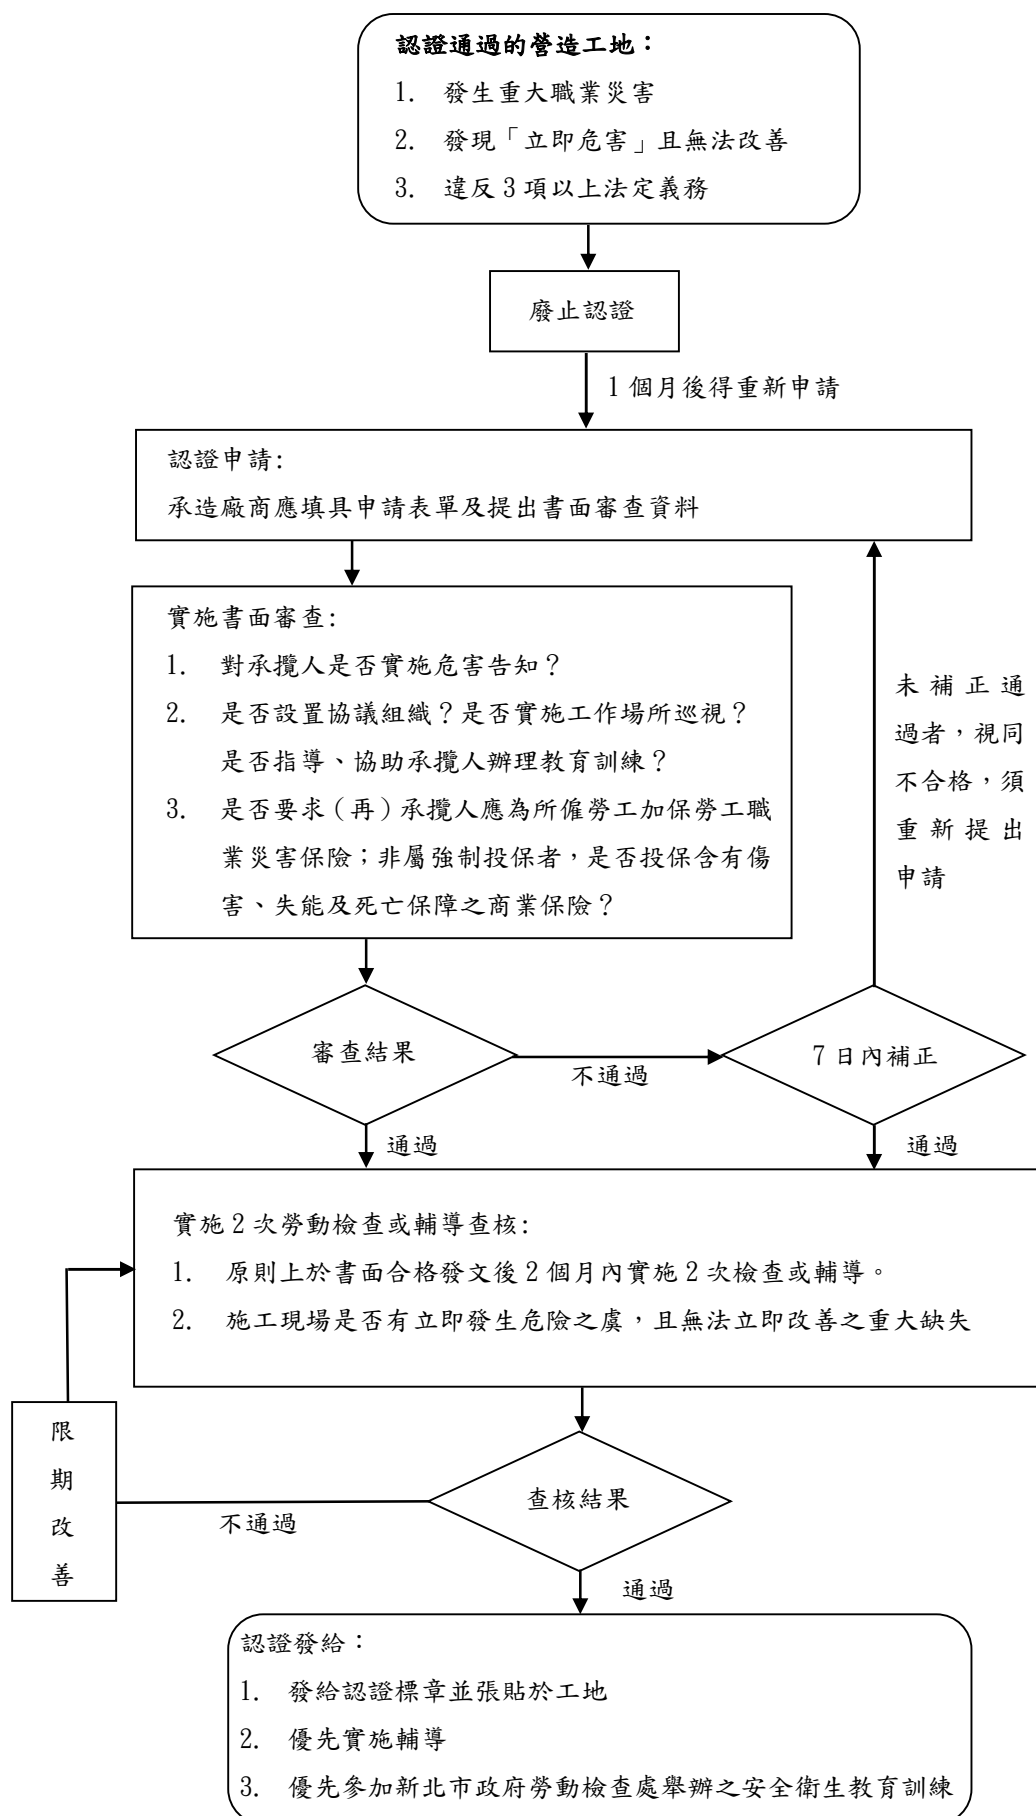 認證通過的營造工地：
1. 發生重大職業災害
2. 發現「立即危害」且無法改善
3. 違反3項以上法定義務
廢止認證
1個月後得重新申請
認證申請:
承造廠商應填具申請表單及提出書面審查資料
實施書面審查:
1. 對承攬人是否實施危害告知？
2. 是否設置協議組織？是否實施工作場所巡視？
是否指導、協助承攬人辦理教育訓練？
3. 是否要求（再）承攬人應為所僱勞工加保勞工職
業災害保險；非屬強制投保者，是否投保含有傷
害、失能及死亡保障之商業保險？
未補正通
過者，視同
不合格，須
重新提出
申請
審查結果
不通過
7日內補正
通過
通過
實施2次勞動檢查或輔導查核:
1. 原則上於書面合格發文後2個月內實施2次檢查或輔導。
2. 施工現場是否有立即發生危險之虞，且無法立即改善之重大缺失
限
期
改
善
不通過
查核結果
通過
認證發給：
1. 發給認證標章並張貼於工地
2. 優先實施輔導
3. 優先參加新北市政府勞動檢查處舉辦之安全衛生教育訓練